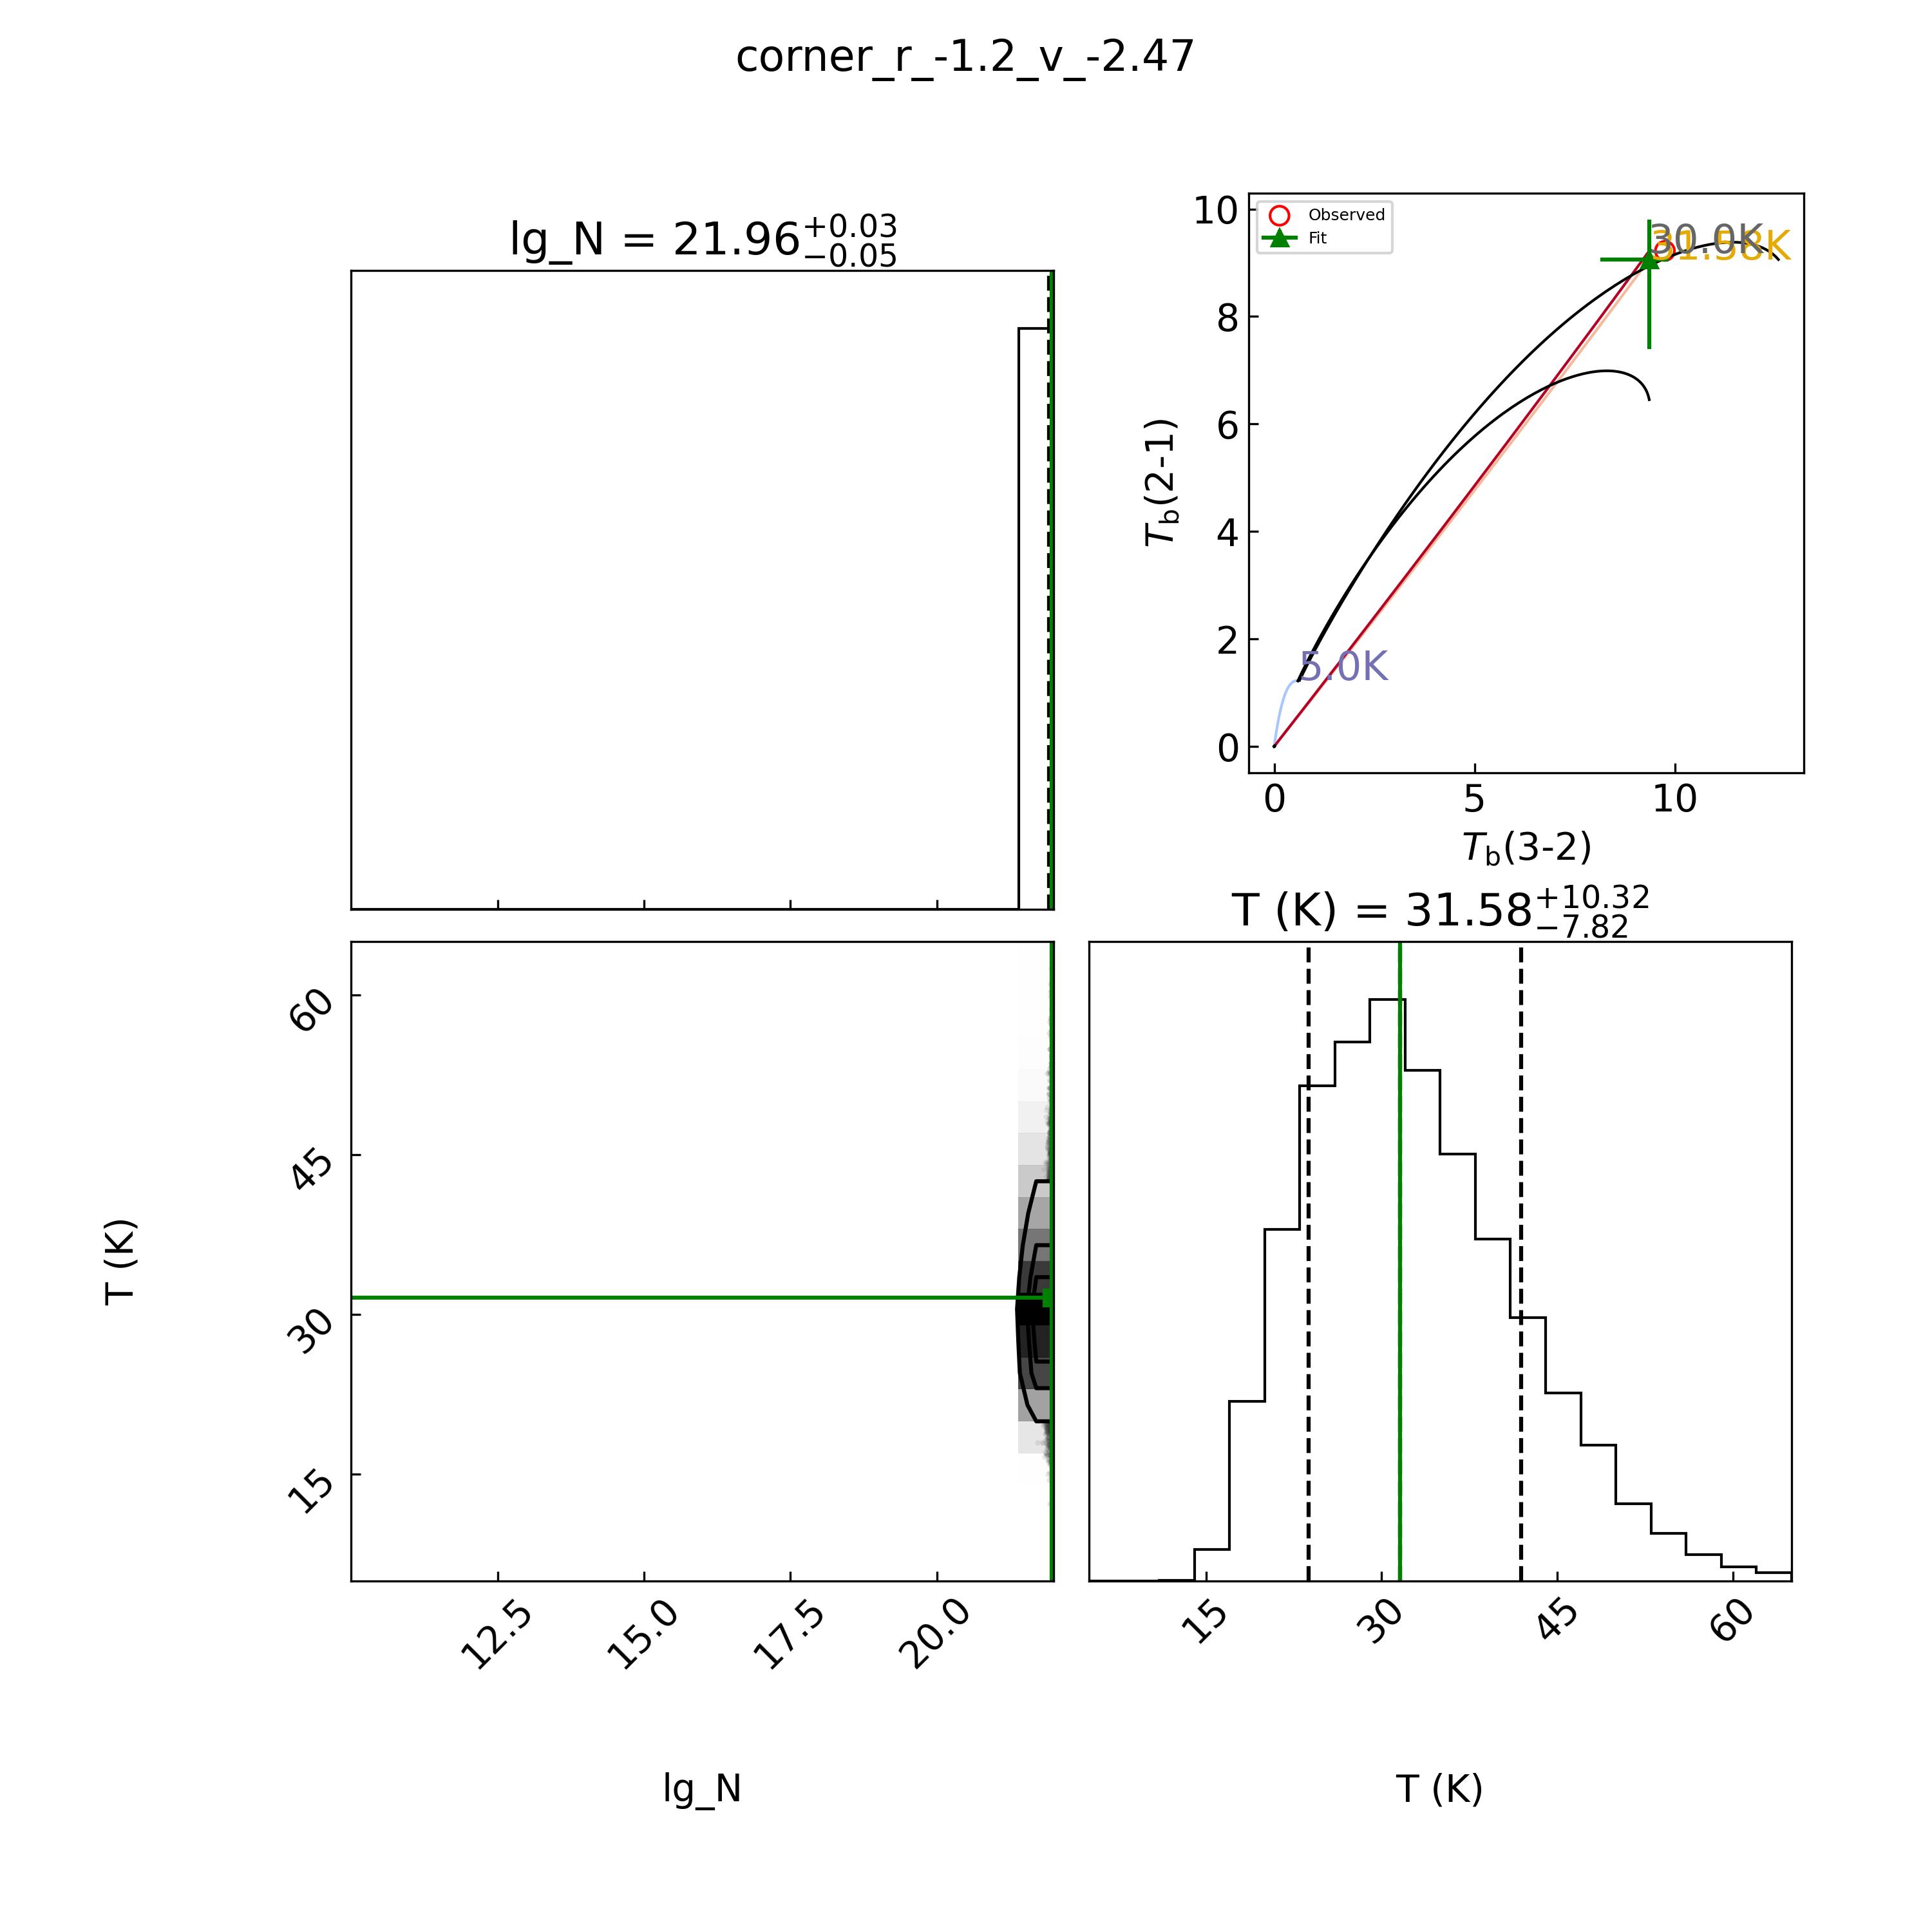 corner_r_-1.2_v_-2.47
lg_N = 21.96+0.03−0.05
10
8
6
4
2
0
Tb(2-1)
Observed
Fit
30.0K
31.58K
5.0K
0
5
10
Tb(3-2)
T (K) = 31.58+10.32−7.82
60
45
30
15
T (K)
12.5
15.0
17.5
20.0
lg_N
15
30
45
60
T (K)